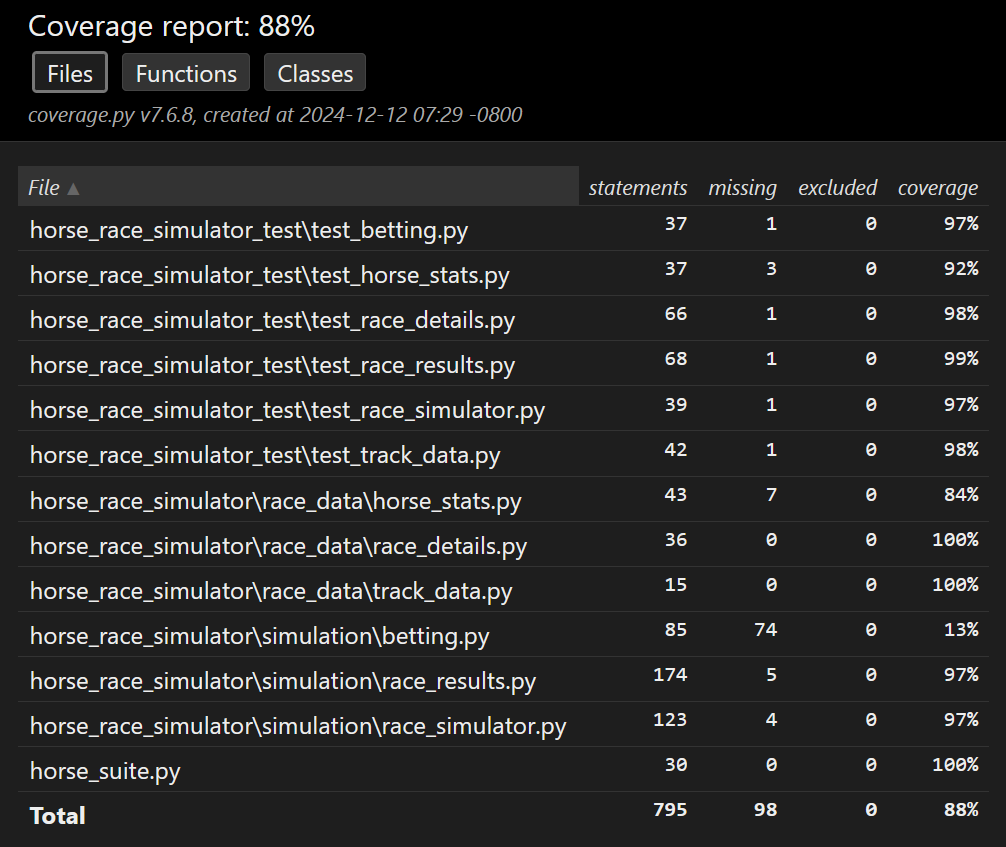 Coverage report: 88%
Files Functions Classes
coverage.py v7.6.8, created at 2024-12-12 07:29 -0800
File ▲ statements missing excluded coverage
horse_race_simulator_test\test_betting.py 37 1 0 97%
horse_race_simulator_test\test_horse_stats.py 37 3 0 92%
horse_race_simulator_test\test_race_details.py 66 1 0 98%
horse_race_simulator_test\test_race_results.py 68 1 0 99%
horse_race_simulator_test\test_race_simulator.py 39 1 0 97%
horse_race_simulator_test\test_track_data.py 42 1 0 98%
horse_race_simulator\race_data\horse_stats.py 43 7 0 84%
horse_race_simulator\race_data\race_details.py 36 0 0 100%
horse_race_simulator\race_data\track_data.py 15 0 0 100%
horse_race_simulator\simulation\betting.py 85 74 0 13%
horse_race_simulator\simulation\race_results.py 174 5 0 97%
horse_race_simulator\simulation\race_simulator.py 123 4 0 97%
horse_suite.py 30 0 0 100%
Total 795 98 0 88%